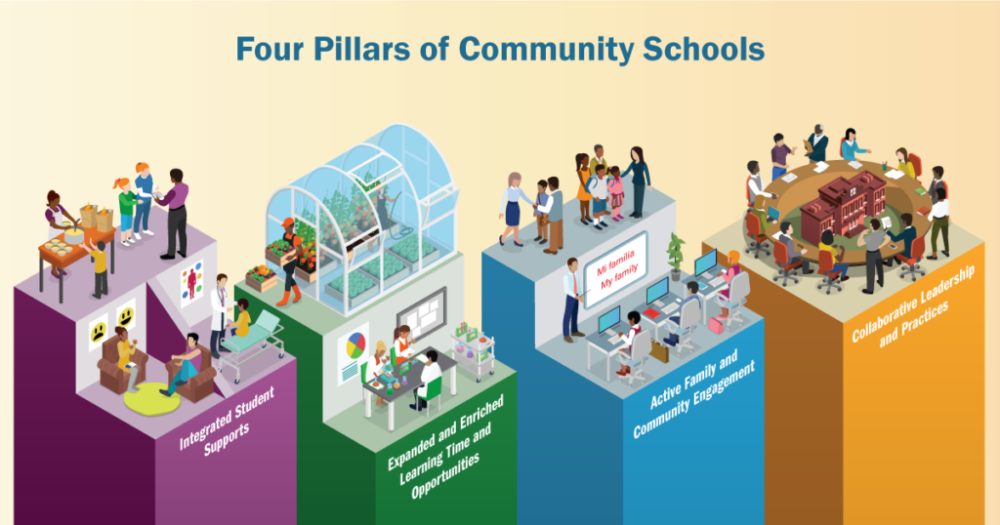 Four Pillars of Community Schools
Mi familia
My family
Integrated Student
Supports
Expanded and Enriched
Learning Time and
Opportunities
Active Family and
Community Engagement
Collaborative Leadership
and Practices